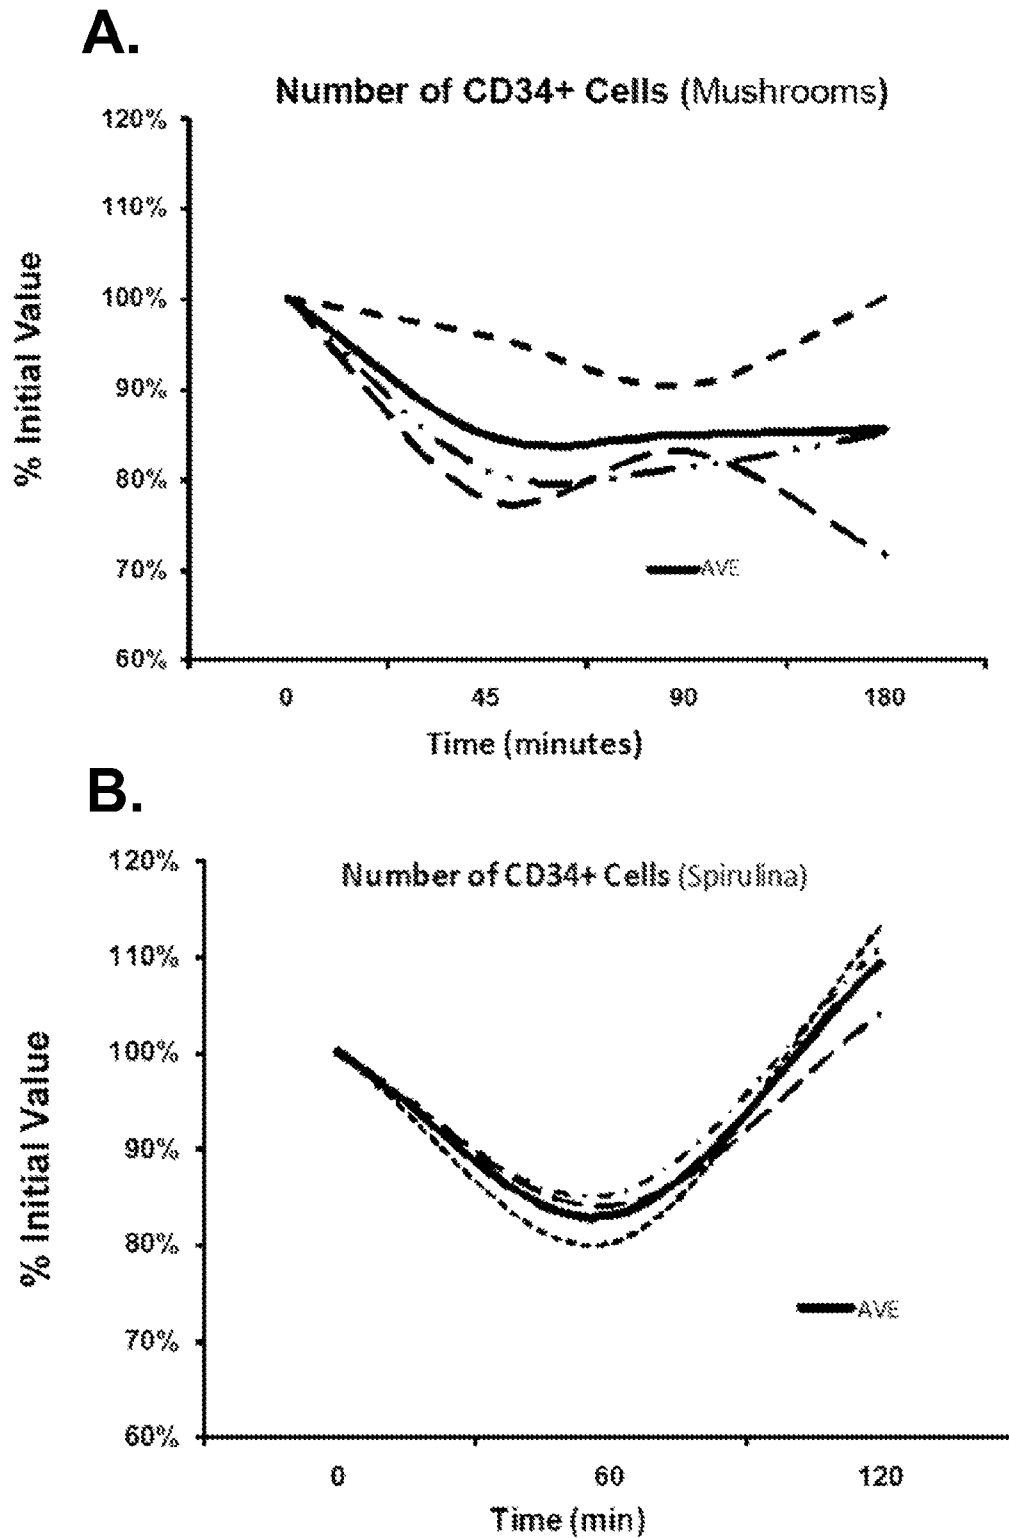 A.
Number of CD34+ Cells (Mushrooms)
120%
110%
100%
90%
80%
70%
60%
% Initial Value
AVE
0 45 90 180
Time (minutes)
B.
Number of CD34+ Cells (Spirulina)
120%
110%
100%
90%
80%
70%
60%
% Initial Value
AVE
0 60 120
Time (min)